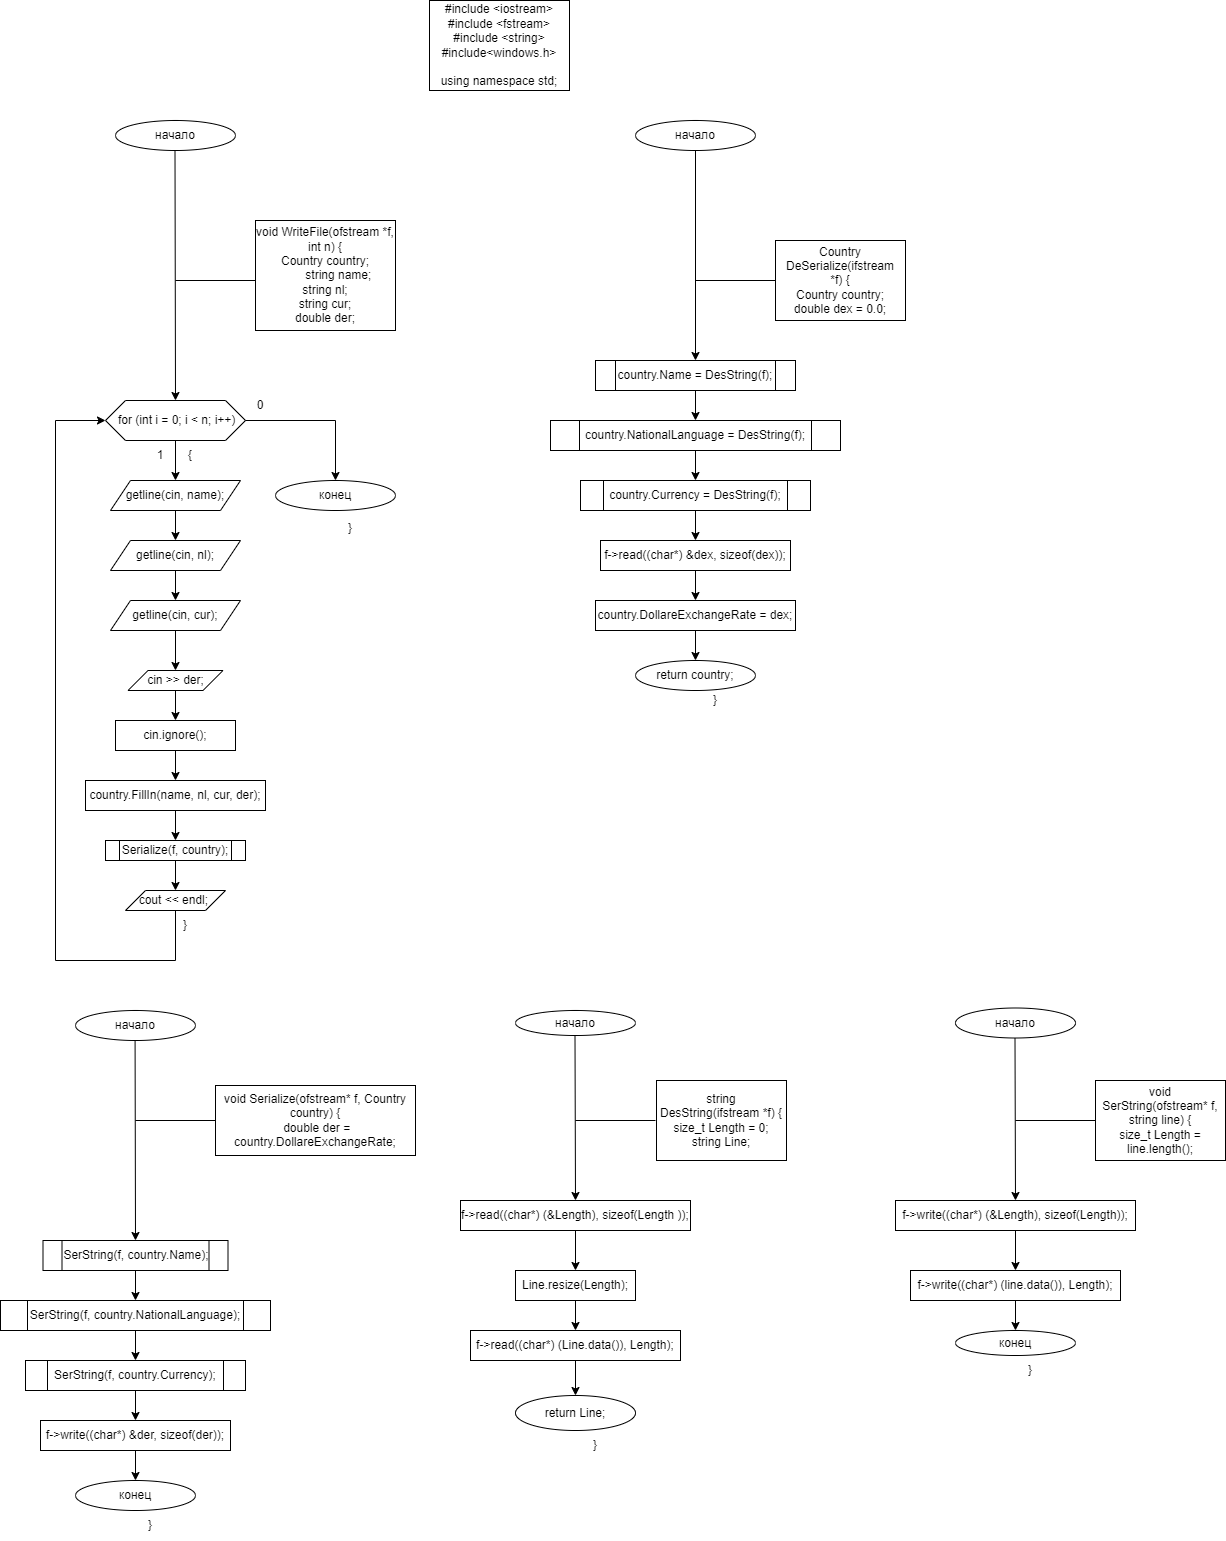 #include <iostream>
#include <fstream>
#include <string>
#include<windows.h>
using namespace std;
начало
void WriteFile(ofstream *f,
int n) {
Country country;
string name;
string nl;
string cur;
double der;
for (int i = 0; i < n; i++)
0
1
{
getline(cin, name);
конец
}
getline(cin, nl);
getline(cin, cur);
cin >> der;
cin.ignore();
country.FillIn(name, nl, cur, der);
Serialize(f, country);
cout << endl;
}
начало
Country
DeSerialize(ifstream
*f) {
Country country;
double dex = 0.0;
country.Name = DesString(f);
country.NationalLanguage = DesString(f);
country.Currency = DesString(f);
f->read((char*) &dex, sizeof(dex));
country.DollareExchangeRate = dex;
return country;
}
начало
void Serialize(ofstream* f, Country
country) {
double der =
country.DollareExchangeRate;
SerString(f, country.Name);
SerString(f, country.NationalLanguage);
SerString(f, country.Currency);
f->write((char*) &der, sizeof(der));
конец
}
начало
string
DesString(ifstream *f) {
size_t Length = 0;
string Line;
f->read((char*) (&Length), sizeof(Length ));
Line.resize(Length);
f->read((char*) (Line.data()), Length);
return Line;
}
начало
void
SerString(ofstream* f,
string line) {
size_t Length =
line.length();
f->write((char*) (&Length), sizeof(Length));
f->write((char*) (line.data()), Length);
конец
}